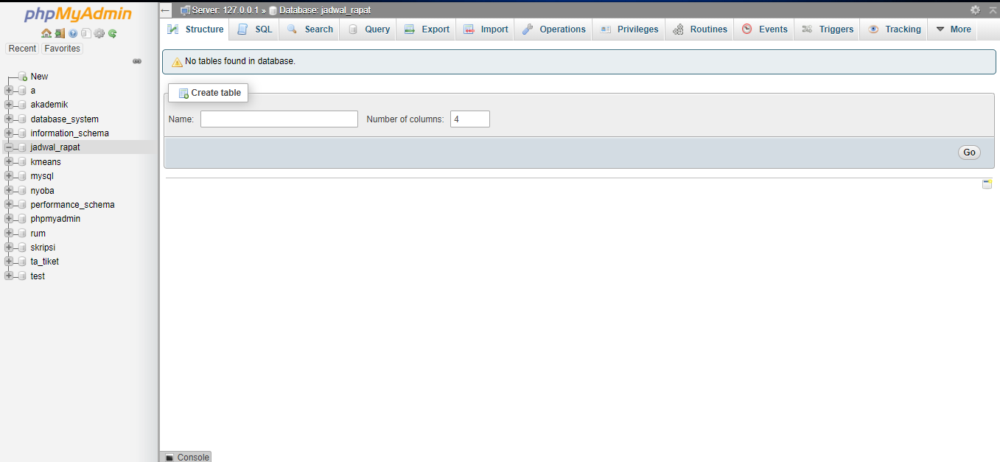 phpMyAdmin
Recent Favorites
New
a
akademik
database_system
information_schema
jadwal_rapat
kmeans
mysql
nyoba
performance_schema
phpmyadmin
rum
skripsi
ta_tiket
test
← Server: 127.0.0.1 » Database: jadwal_rapat
Structure SQL Search Query Export Import Operations Privileges Routines Events Triggers Tracking More
No tables found in database.
Create table
Name: Number of columns: 4
Go
Console